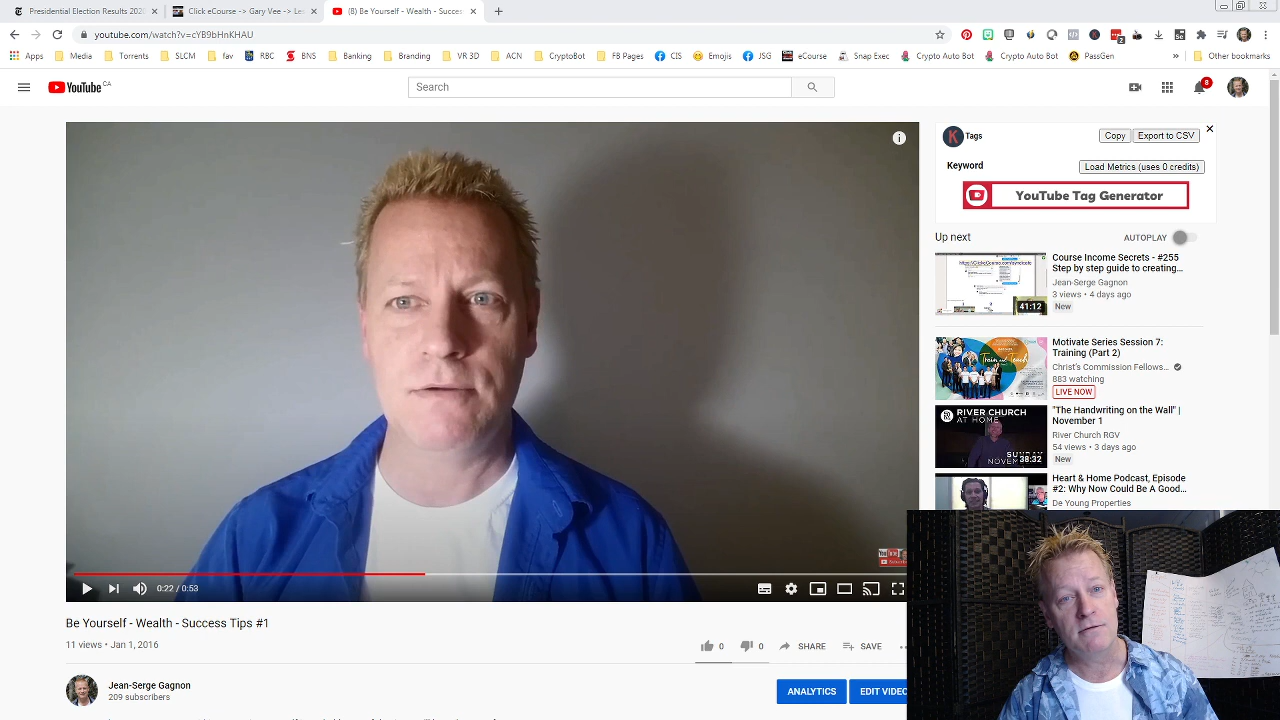 Presidential Election Results 202
Click eCourse -> Gary Vee -> Le
(8) Be Yourself - Wealth - Succes
youtube.com/watch?v=cYB9bHnKHAU
2
Apps Media Torrents SLCM fav RBC BNS Banking Branding VR 3D ACN CryptoBot FB Pages CIS Emojis JSG eCourse Snap Exec Crypto Auto Bot Crypto Auto Bot PassGen » Other bookmarks
YouTube CA
Search
8
K Tags
Copy
Export to CSV
Keyword
Load Metrics (uses 0 credits)
YouTube Tag Generator
Up next
AUTOPLAY
Course Income Secrets - #255
Step by step guide to creatin...
Jean-Serge Gagnon
3 views • 4 days ago
New
41:12
Motivate Series Session 7:
Training (Part 2)
Christ's Commission Fellows...
883 watching
LIVE NOW
RIVER CHURCH
AT HOME
38:32
"The Handwriting on the Wall" |
November 1
River Church RGV
54 views • 3 days ago
New
Heart & Home Podcast, Episode
#2: Why Now Could Be A Good...
De Young Properties
0:22 / 0:53
Be Yourself - Wealth - Success Tips #1
11 views • Jan 1, 2016
0
0
SHARE
SAVE
Jean-Serge Gagnon
209 subscribers
ANALYTICS
EDIT VIDEO